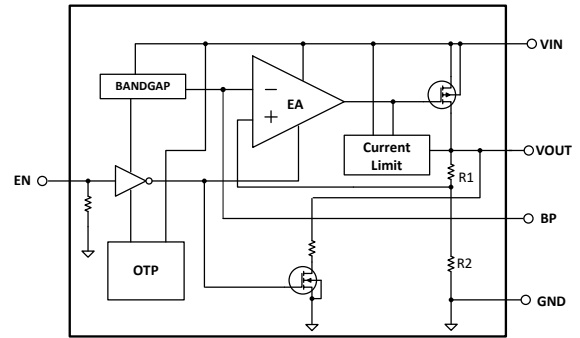 VIN
BANDGAP
−
EA
+
Current
Limit
VOUT
R1
EN
BP
OTP
R2
GND